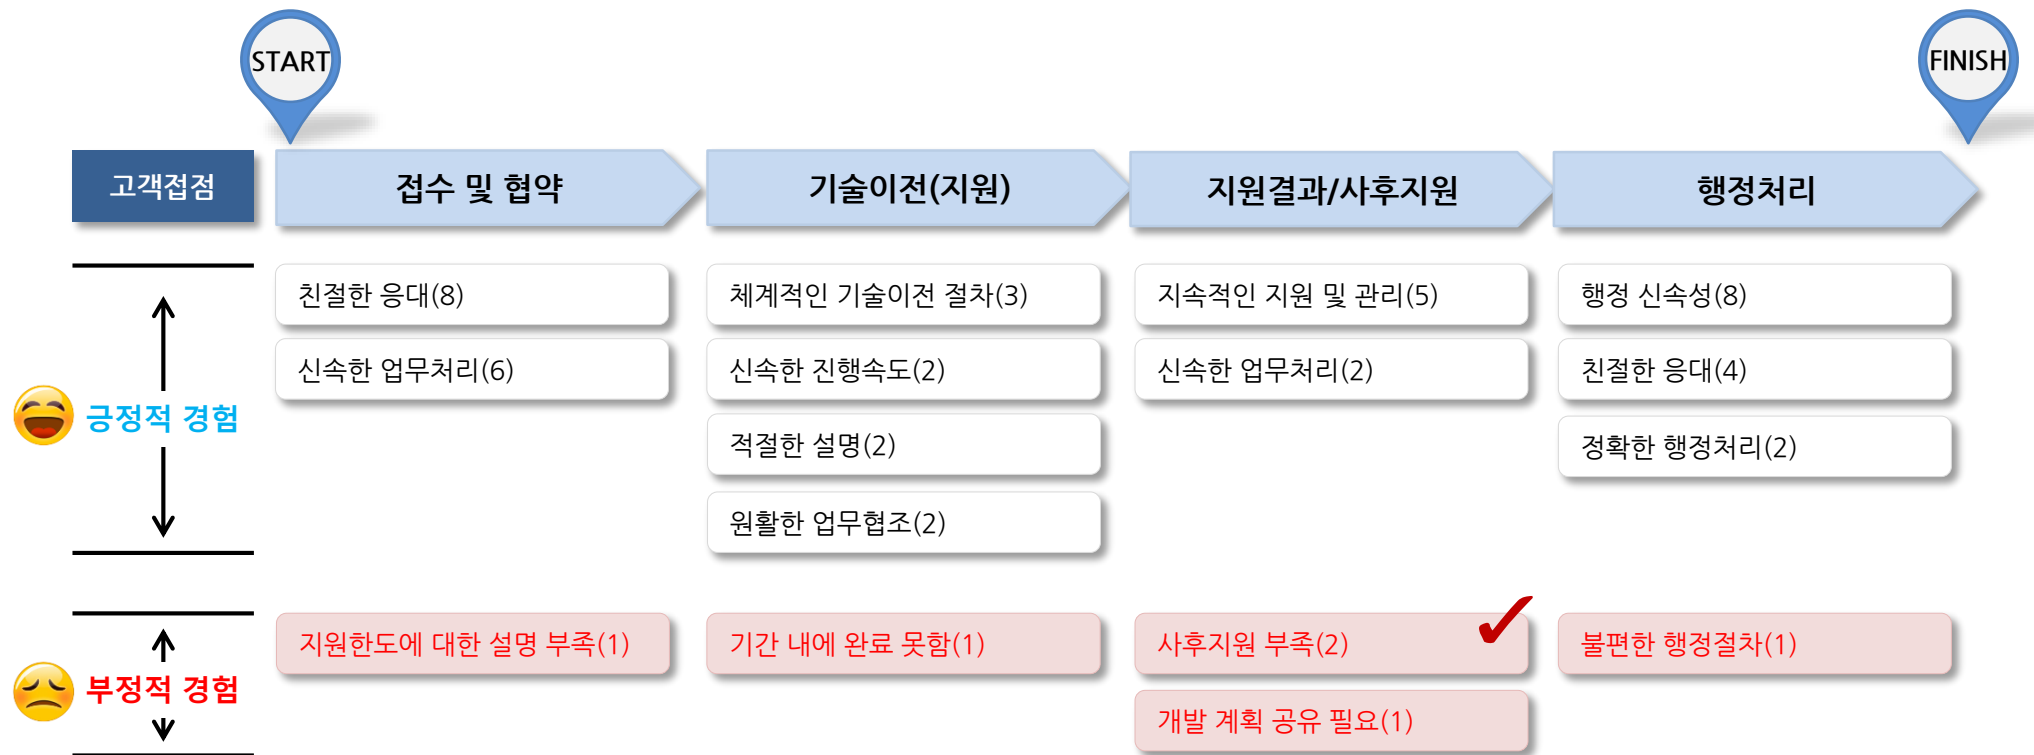 START
FINISH
고객접점
접수 및 협약
기술이전(지원)
지원결과/사후지원
행정처리
긍정적 경험
친절한 응대(8)
체계적인 기술이전 절차(3)
지속적인 지원 및 관리(5)
행정 신속성(8)
신속한 업무처리(6)
신속한 진행속도(2)
신속한 업무처리(2)
친절한 응대(4)
적절한 설명(2)
정확한 행정처리(2)
원활한 업무협조(2)
부정적 경험
지원한도에 대한 설명 부족(1)
기간 내에 완료 못함(1)
사후지원 부족(2)
불편한 행정절차(1)
개발 계획 공유 필요(1)